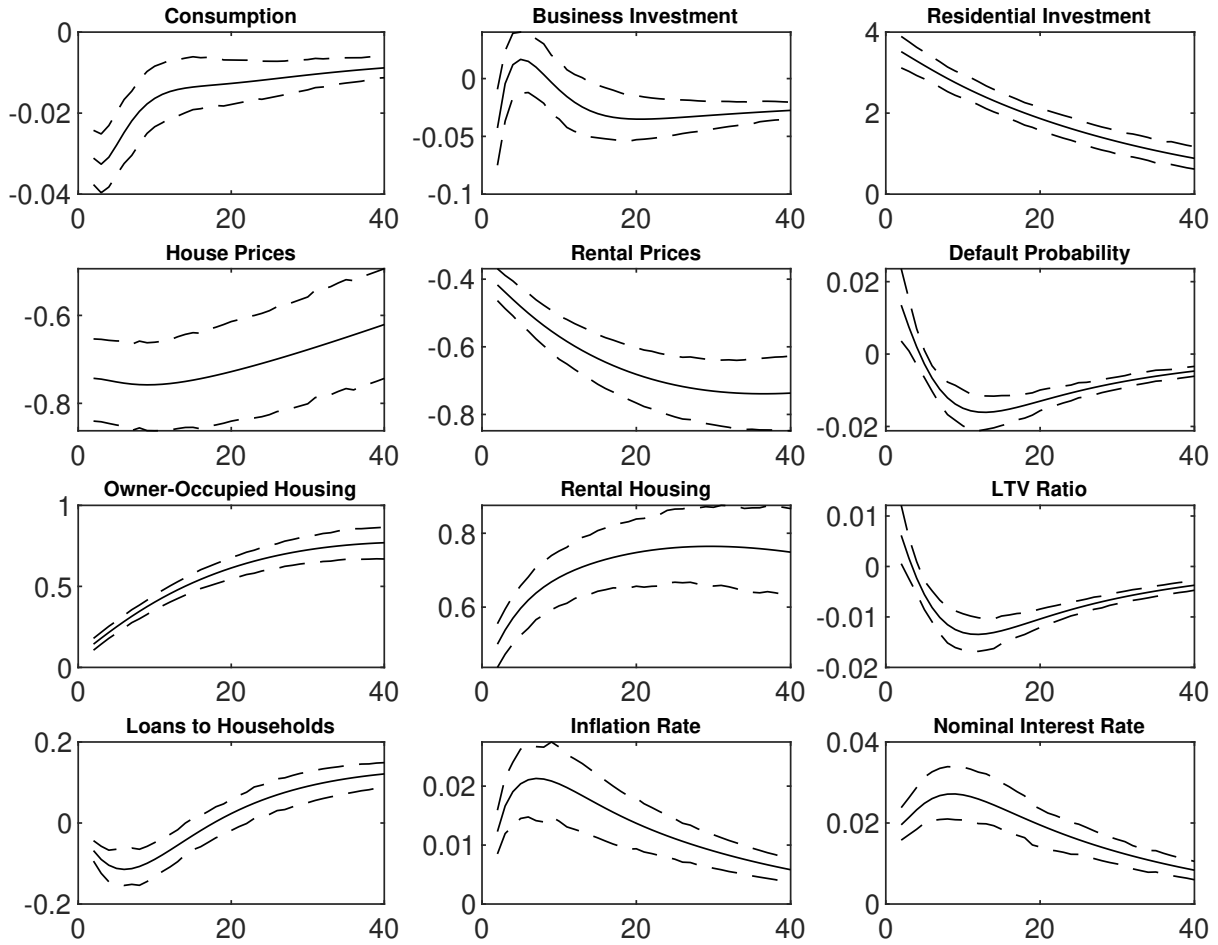 Consumption
0
-0.02
-0.04
0 20 40
Business Investment
0
-0.05
-0.1
0 20 40
Residential Investment
4
2
0
0 20 40
House Prices
-0.6
-0.8
0 20 40
Rental Prices
-0.4
-0.6
-0.8
0 20 40
Default Probability
0.02
0
-0.02
0 20 40
Owner-Occupied Housing
1
0.5
0
0 20 40
Rental Housing
0.8
0.6
0 20 40
LTV Ratio
0.01
0
-0.01
-0.02
0 20 40
Loans to Households
0.2
0
-0.2
0 20 40
Inflation Rate
0.02
0.01
0
0 20 40
Nominal Interest Rate
0.04
0.02
0
0 20 40